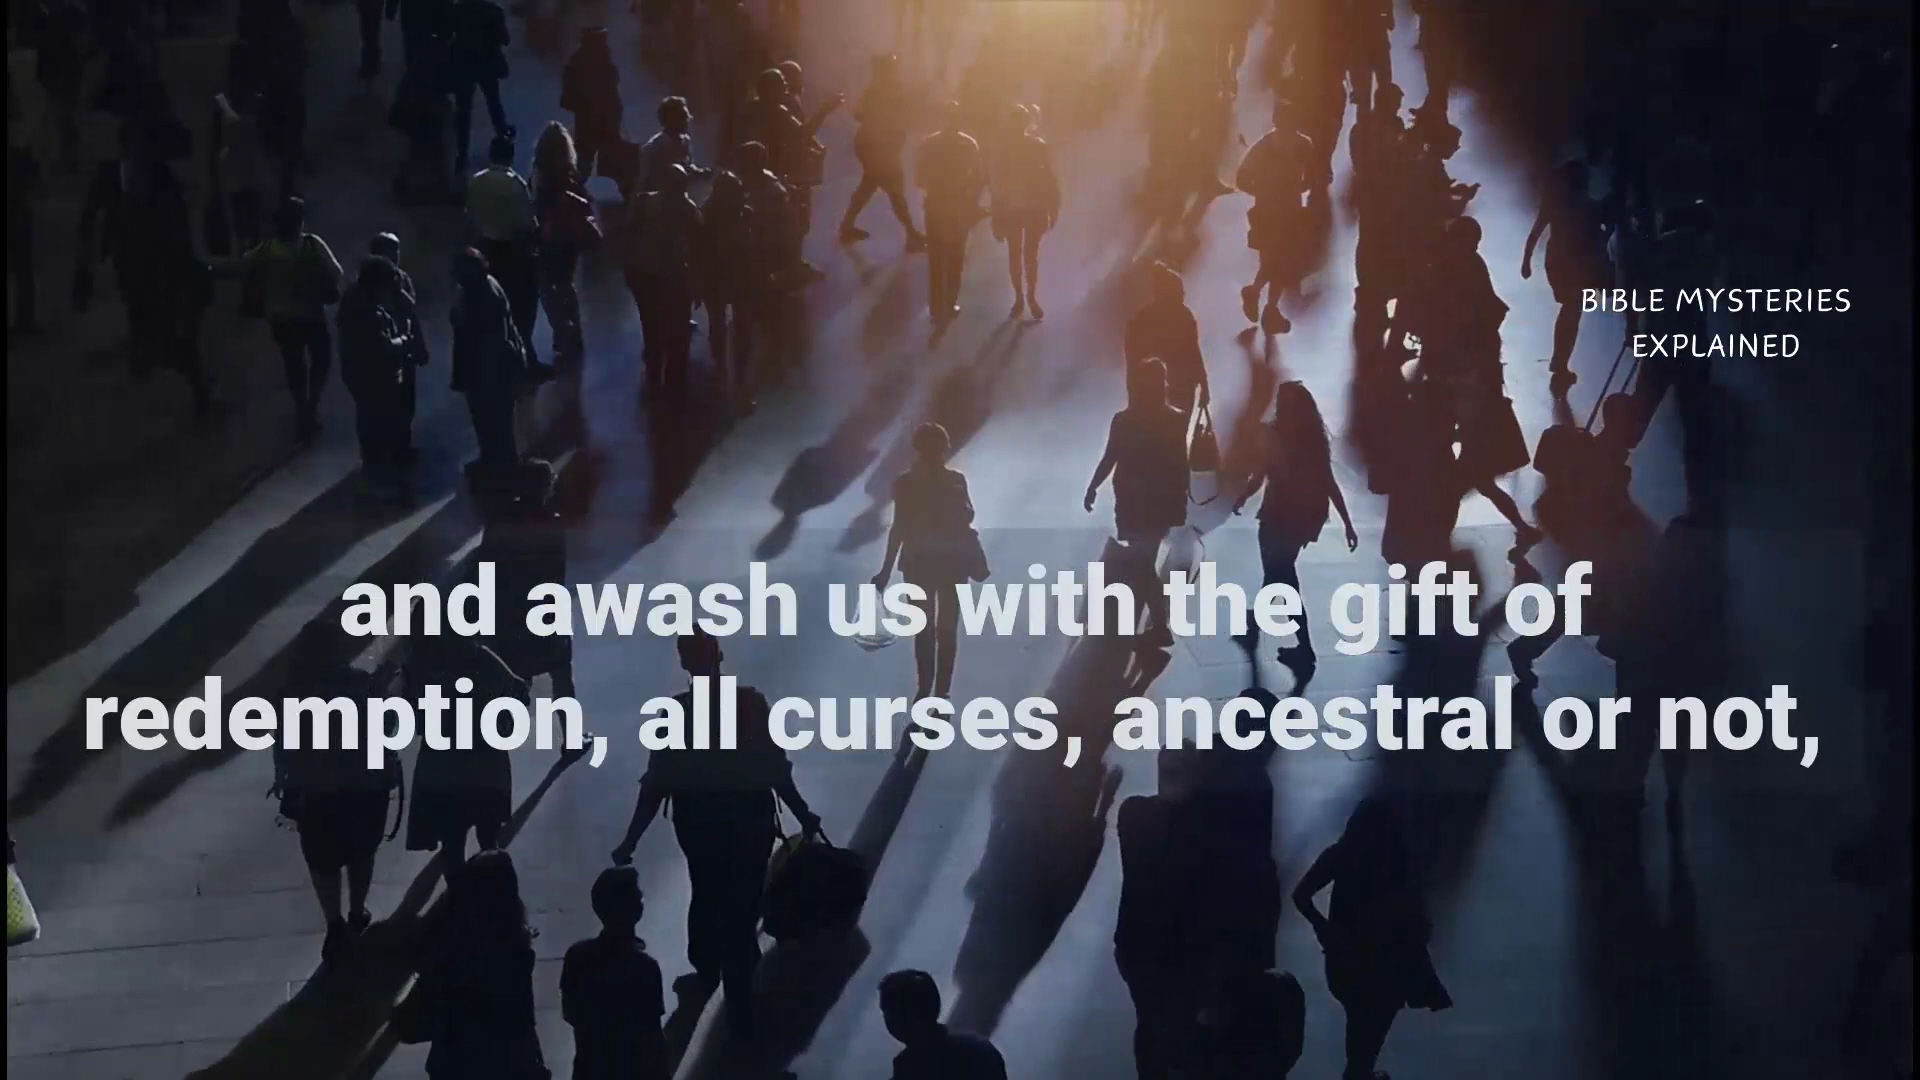 BIBLE MYSTERIES
EXPLAINED
and awash us with the gift of
redemption, all curses, ancestral or not,